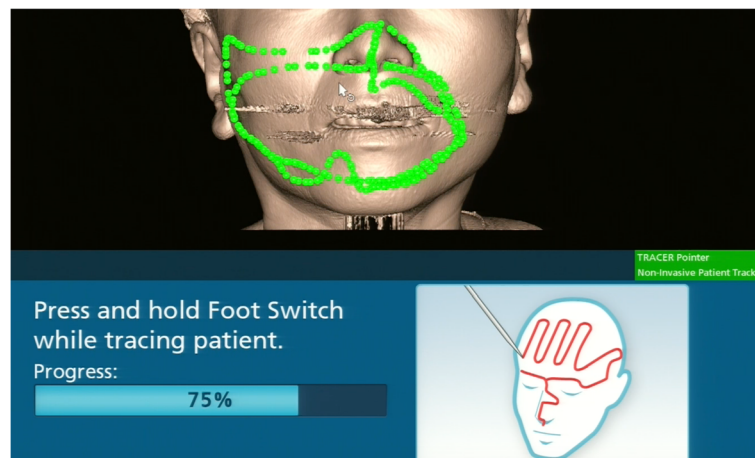 TRACER Pointer
Non-Invasive Patient Track
Press and hold Foot Switch
while tracing patient.
Progress:
75%